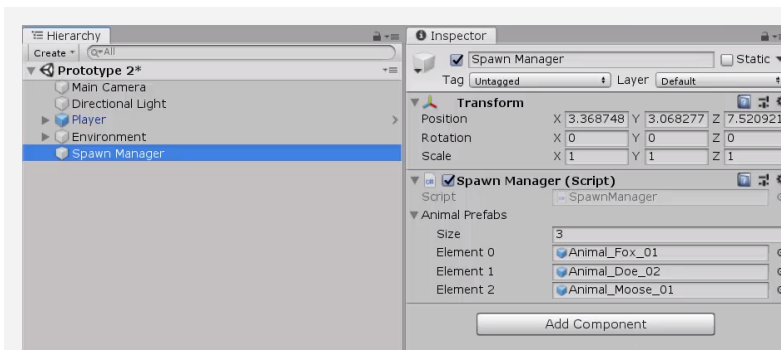 Hierarchy
Create
All
Prototype 2*
Main Camera
Directional Light
Player
Environment
Spawn Manager
Inspector
Spawn Manager
Static
Tag Untagged Layer Default
Transform
Position X 3.368748 Y 3.068277 Z 7.520921
Rotation X 0 Y 0 Z 0
Scale X 1 Y 1 Z 1
Spawn Manager (Script)
Script SpawnManager
Animal Prefabs
Size 3
Element 0 Animal_Fox_01
Element 1 Animal_Doe_02
Element 2 Animal_Moose_01
Add Component